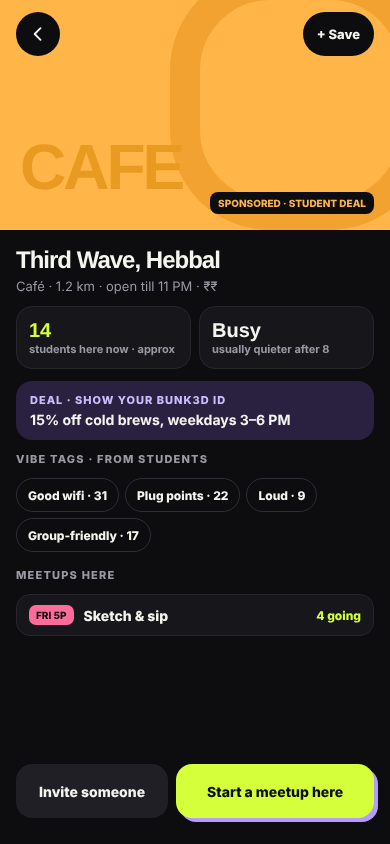 + Save
CAFE
SPONSORED · STUDENT DEAL
Third Wave, Hebbal
Café · 1.2 km · open till 11 PM · ₹₹
14
students here now · approx
Busy
usually quieter after 8
DEAL · SHOW YOUR BUNK3D ID
15% off cold brews, weekdays 3–6 PM
VIBE TAGS · FROM STUDENTS
Good wifi · 31
Plug points · 22
Loud · 9
Group-friendly · 17
MEETUPS HERE
FRI 5P
Sketch & sip
4 going
Invite someone
Start a meetup here